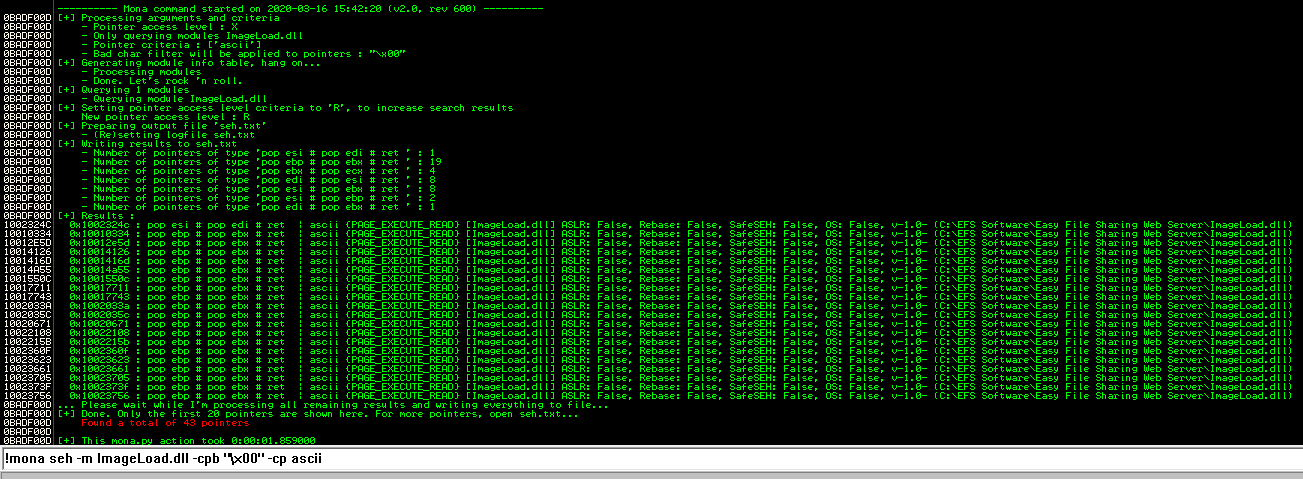 ---------- Mona command started on 2020-03-16 15:42:20 (v2.0, rev 600) ----------
0BADF00D [+] Processing arguments and criteria
0BADF00D - Pointer access level : X
0BADF00D - Only querying modules ImageLoad.dll
0BADF00D - Pointer criteria : ['ascii']
0BADF00D - Bad char filter will be applied to pointers : "\x00"
0BADF00D [+] Generating module info table, hang on...
0BADF00D - Processing modules
0BADF00D - Done. Let's rock 'n roll.
0BADF00D [+] Querying 1 modules
0BADF00D - Querying module ImageLoad.dll
0BADF00D [+] Setting pointer access level criteria to 'R', to increase search results
0BADF00D New pointer access level : R
0BADF00D [+] Preparing output file 'seh.txt'
0BADF00D - (Re)setting logfile seh.txt
0BADF00D [+] Writing results to seh.txt
0BADF00D - Number of pointers of type 'pop esi # pop edi # ret ' : 1
0BADF00D - Number of pointers of type 'pop ebp # pop ebx # ret ' : 19
0BADF00D - Number of pointers of type 'pop ebx # pop ecx # ret ' : 4
0BADF00D - Number of pointers of type 'pop edi # pop esi # ret ' : 8
0BADF00D - Number of pointers of type 'pop esi # pop ebx # ret ' : 8
0BADF00D - Number of pointers of type 'pop esi # pop ebp # ret ' : 2
0BADF00D - Number of pointers of type 'pop edi # pop ebx # ret ' : 1
0BADF00D [+] Results :
1002324C 0x1002324c : pop esi # pop edi # ret | ascii {PAGE_EXECUTE_READ} [ImageLoad.dll] ASLR: False, Rebase: False, SafeSEH: False, OS: False, v-1.0- (C:\EFS Software\Easy File Sharing Web Server\ImageLoad.dll)
10010334 0x10010334 : pop ebp # pop ebx # ret | ascii {PAGE_EXECUTE_READ} [ImageLoad.dll] ASLR: False, Rebase: False, SafeSEH: False, OS: False, v-1.0- (C:\EFS Software\Easy File Sharing Web Server\ImageLoad.dll)
10012E5D 0x10012e5d : pop ebp # pop ebx # ret | ascii {PAGE_EXECUTE_READ} [ImageLoad.dll] ASLR: False, Rebase: False, SafeSEH: False, OS: False, v-1.0- (C:\EFS Software\Easy File Sharing Web Server\ImageLoad.dll)
10014126 0x10014126 : pop ebp # pop ebx # ret | ascii {PAGE_EXECUTE_READ} [ImageLoad.dll] ASLR: False, Rebase: False, SafeSEH: False, OS: False, v-1.0- (C:\EFS Software\Easy File Sharing Web Server\ImageLoad.dll)
1001416D 0x1001416d : pop ebp # pop ebx # ret | ascii {PAGE_EXECUTE_READ} [ImageLoad.dll] ASLR: False, Rebase: False, SafeSEH: False, OS: False, v-1.0- (C:\EFS Software\Easy File Sharing Web Server\ImageLoad.dll)
10014A55 0x10014a55 : pop ebp # pop ebx # ret | ascii {PAGE_EXECUTE_READ} [ImageLoad.dll] ASLR: False, Rebase: False, SafeSEH: False, OS: False, v-1.0- (C:\EFS Software\Easy File Sharing Web Server\ImageLoad.dll)
1001550C 0x1001550c : pop ebp # pop ebx # ret | ascii {PAGE_EXECUTE_READ} [ImageLoad.dll] ASLR: False, Rebase: False, SafeSEH: False, OS: False, v-1.0- (C:\EFS Software\Easy File Sharing Web Server\ImageLoad.dll)
10017711 0x10017711 : pop ebp # pop ebx # ret | ascii {PAGE_EXECUTE_READ} [ImageLoad.dll] ASLR: False, Rebase: False, SafeSEH: False, OS: False, v-1.0- (C:\EFS Software\Easy File Sharing Web Server\ImageLoad.dll)
10017743 0x10017743 : pop ebp # pop ebx # ret | ascii {PAGE_EXECUTE_READ} [ImageLoad.dll] ASLR: False, Rebase: False, SafeSEH: False, OS: False, v-1.0- (C:\EFS Software\Easy File Sharing Web Server\ImageLoad.dll)
1002033A 0x1002033a : pop ebp # pop ebx # ret | ascii {PAGE_EXECUTE_READ} [ImageLoad.dll] ASLR: False, Rebase: False, SafeSEH: False, OS: False, v-1.0- (C:\EFS Software\Easy File Sharing Web Server\ImageLoad.dll)
1002035C 0x1002035c : pop ebp # pop ebx # ret | ascii {PAGE_EXECUTE_READ} [ImageLoad.dll] ASLR: False, Rebase: False, SafeSEH: False, OS: False, v-1.0- (C:\EFS Software\Easy File Sharing Web Server\ImageLoad.dll)
10020671 0x10020671 : pop ebp # pop ebx # ret | ascii {PAGE_EXECUTE_READ} [ImageLoad.dll] ASLR: False, Rebase: False, SafeSEH: False, OS: False, v-1.0- (C:\EFS Software\Easy File Sharing Web Server\ImageLoad.dll)
10022108 0x10022108 : pop ebp # pop ebx # ret | ascii {PAGE_EXECUTE_READ} [ImageLoad.dll] ASLR: False, Rebase: False, SafeSEH: False, OS: False, v-1.0- (C:\EFS Software\Easy File Sharing Web Server\ImageLoad.dll)
1002215B 0x1002215b : pop ebp # pop ebx # ret | ascii {PAGE_EXECUTE_READ} [ImageLoad.dll] ASLR: False, Rebase: False, SafeSEH: False, OS: False, v-1.0- (C:\EFS Software\Easy File Sharing Web Server\ImageLoad.dll)
1002360F 0x1002360f : pop ebp # pop ebx # ret | ascii {PAGE_EXECUTE_READ} [ImageLoad.dll] ASLR: False, Rebase: False, SafeSEH: False, OS: False, v-1.0- (C:\EFS Software\Easy File Sharing Web Server\ImageLoad.dll)
10023623 0x10023623 : pop ebp # pop ebx # ret | ascii {PAGE_EXECUTE_READ} [ImageLoad.dll] ASLR: False, Rebase: False, SafeSEH: False, OS: False, v-1.0- (C:\EFS Software\Easy File Sharing Web Server\ImageLoad.dll)
10023661 0x10023661 : pop ebp # pop ebx # ret | ascii {PAGE_EXECUTE_READ} [ImageLoad.dll] ASLR: False, Rebase: False, SafeSEH: False, OS: False, v-1.0- (C:\EFS Software\Easy File Sharing Web Server\ImageLoad.dll)
10023705 0x10023705 : pop ebp # pop ebx # ret | ascii {PAGE_EXECUTE_READ} [ImageLoad.dll] ASLR: False, Rebase: False, SafeSEH: False, OS: False, v-1.0- (C:\EFS Software\Easy File Sharing Web Server\ImageLoad.dll)
1002373F 0x1002373f : pop ebp # pop ebx # ret | ascii {PAGE_EXECUTE_READ} [ImageLoad.dll] ASLR: False, Rebase: False, SafeSEH: False, OS: False, v-1.0- (C:\EFS Software\Easy File Sharing Web Server\ImageLoad.dll)
10023756 0x10023756 : pop ebp # pop ebx # ret | ascii {PAGE_EXECUTE_READ} [ImageLoad.dll] ASLR: False, Rebase: False, SafeSEH: False, OS: False, v-1.0- (C:\EFS Software\Easy File Sharing Web Server\ImageLoad.dll)
0BADF00D ... Please wait while I'm processing all remaining results and writing everything to file...
0BADF00D [+] Done. Only the first 20 pointers are shown here. For more pointers, open seh.txt...
0BADF00D Found a total of 43 pointers
0BADF00D
0BADF00D [+] This mona.py action took 0:00:01.859000
!mona seh -m ImageLoad.dll -cpb "\x00" -cp ascii